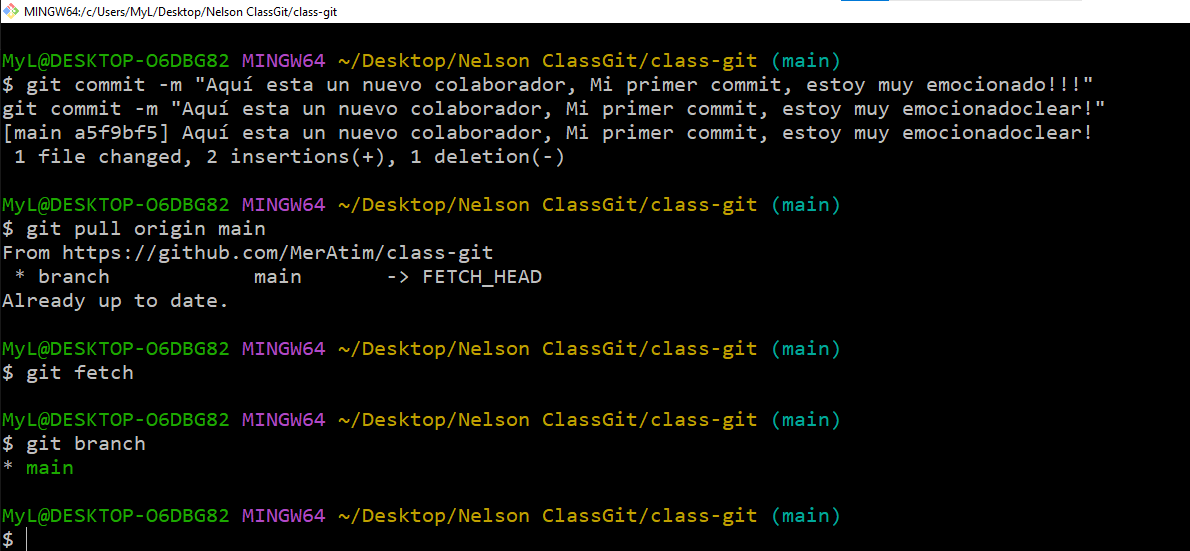 MINGW64:/c/Users/MyL/Desktop/Nelson ClassGit/class-git
MyL@DESKTOP-O6DBG82 MINGW64 ~/Desktop/Nelson ClassGit/class-git (main)
$ git commit -m "Aquí esta un nuevo colaborador, Mi primer commit, estoy muy emocionado!!!"
git commit -m "Aquí esta un nuevo colaborador, Mi primer commit, estoy muy emocionadoclear!"
[main a5f9bf5] Aquí esta un nuevo colaborador, Mi primer commit, estoy muy emocionadoclear!
 1 file changed, 2 insertions(+), 1 deletion(-)
MyL@DESKTOP-O6DBG82 MINGW64 ~/Desktop/Nelson ClassGit/class-git (main)
$ git pull origin main
From https://github.com/MerAtim/class-git
 * branch            main       -> FETCH_HEAD
Already up to date.
MyL@DESKTOP-O6DBG82 MINGW64 ~/Desktop/Nelson ClassGit/class-git (main)
$ git fetch
MyL@DESKTOP-O6DBG82 MINGW64 ~/Desktop/Nelson ClassGit/class-git (main)
$ git branch
* main
MyL@DESKTOP-O6DBG82 MINGW64 ~/Desktop/Nelson ClassGit/class-git (main)
$